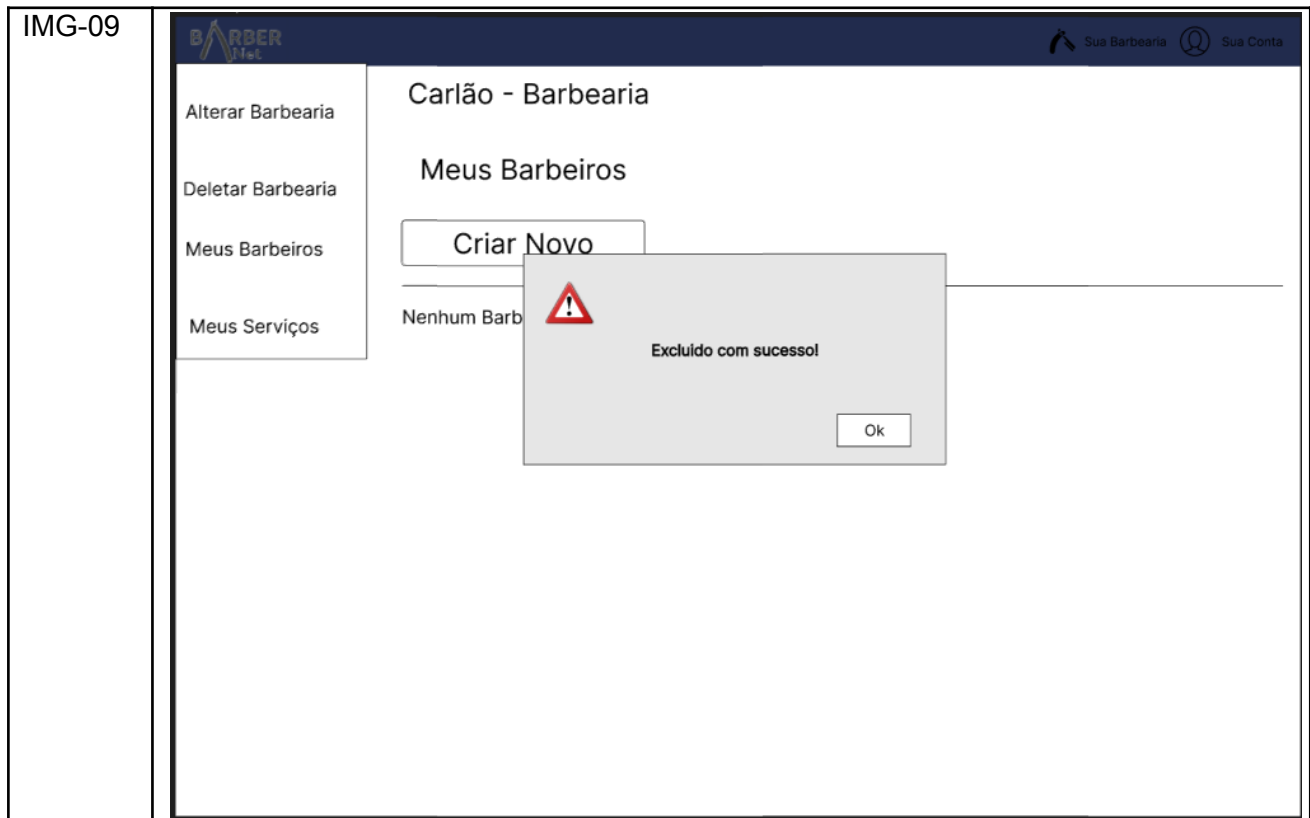 IMG-09
BARBER
Net
Sua Barbearia
Sua Conta
Alterar Barbearia
Deletar Barbearia
Meus Barbeiros
Meus Serviços
Carlão - Barbearia
Meus Barbeiros
Criar Novo
Nenhum Barb
Excluido com sucesso!
Ok